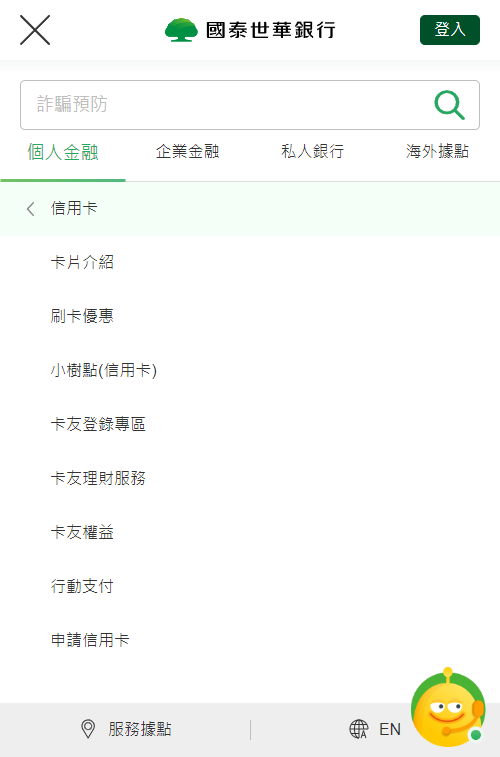 國泰世華銀行
登入
詐騙預防
個人金融 企業金融 私人銀行 海外據點
信用卡
卡片介紹
刷卡優惠
小樹點(信用卡)
卡友登錄專區
卡友理財服務
卡友權益
行動支付
申請信用卡
服務據點 EN